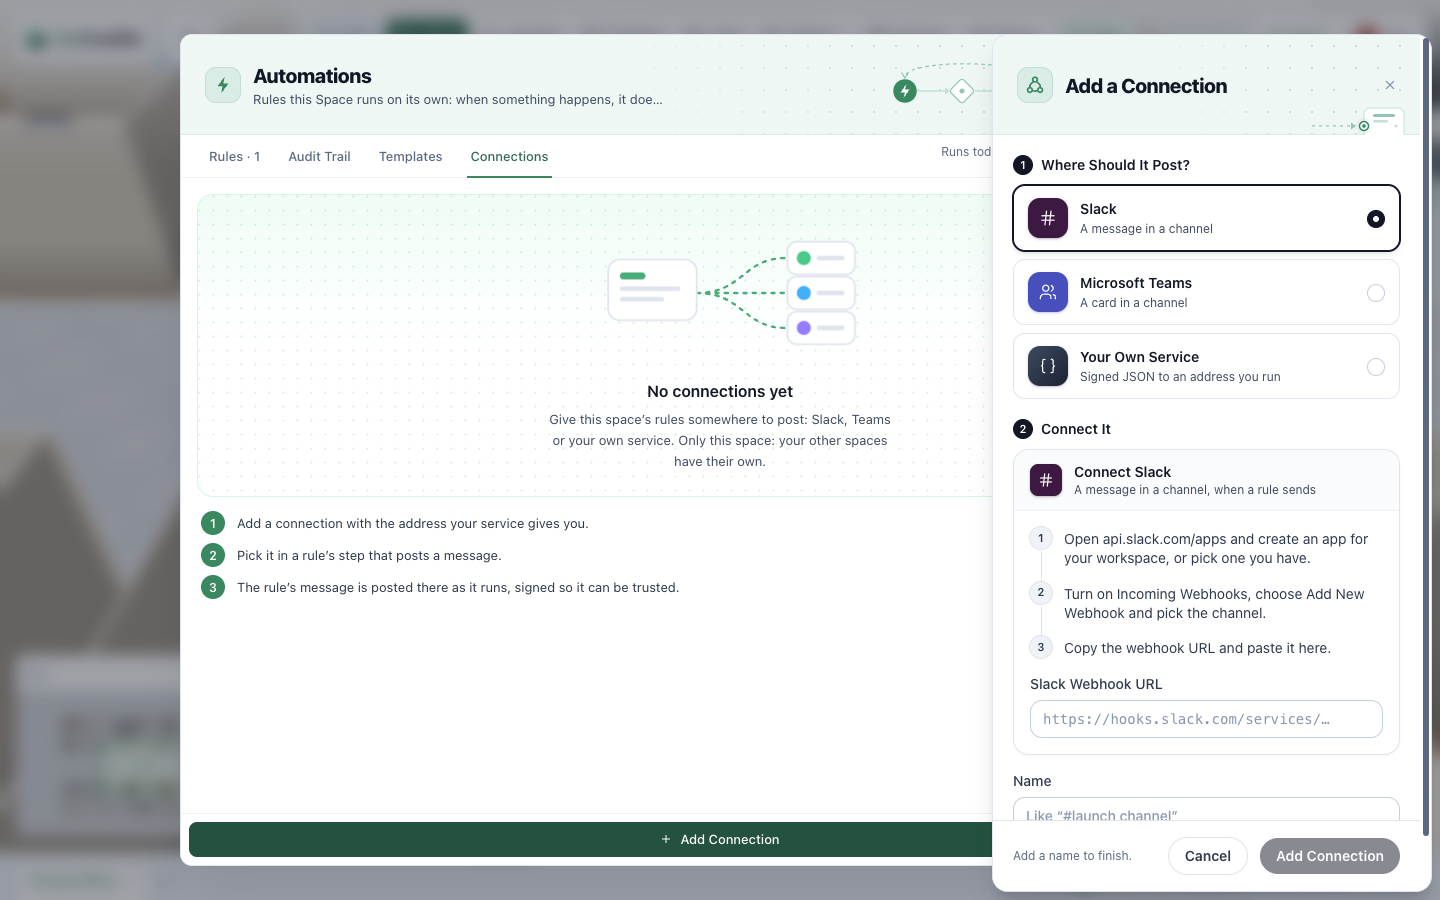 Automations
Rules this Space runs on its own: when something happens, it doe...
Rules · 1
Audit Trail
Templates
Connections
Runs tod
No connections yet
Give this space's rules somewhere to post: Slack, Teams
or your own service. Only this space: your other spaces
have their own.
1 Add a connection with the address your service gives you.
2 Pick it in a rule's step that posts a message.
3 The rule's message is posted there as it runs, signed so it can be trusted.
+ Add Connection
Add a Connection
1 Where Should It Post?
Slack
A message in a channel
Microsoft Teams
A card in a channel
{ } Your Own Service
Signed JSON to an address you run
2 Connect It
Connect Slack
A message in a channel, when a rule sends
1 Open api.slack.com/apps and create an app for
your workspace, or pick one you have.
2 Turn on Incoming Webhooks, choose Add New
Webhook and pick the channel.
3 Copy the webhook URL and paste it here.
Slack Webhook URL
https://hooks.slack.com/services/…
Name
Like “#launch channel”
Add a name to finish.
Cancel
Add Connection